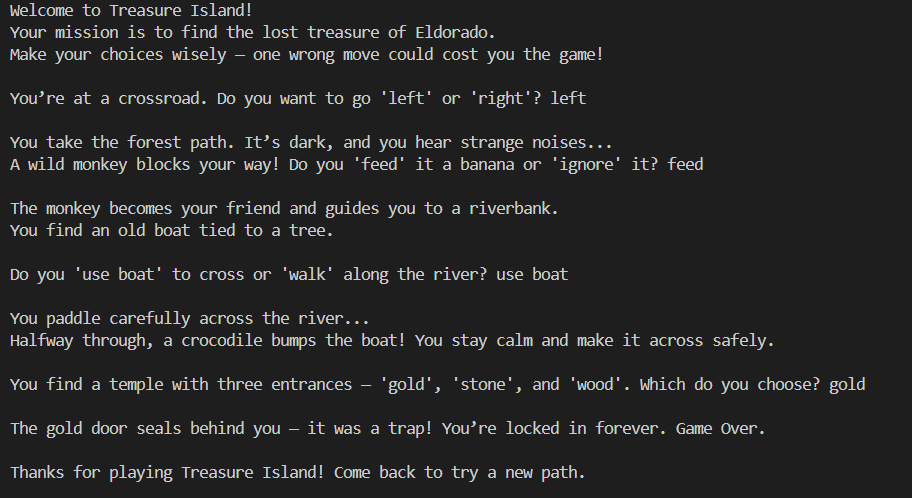 Welcome to Treasure Island!
Your mission is to find the lost treasure of Eldorado.
Make your choices wisely — one wrong move could cost you the game!
You’re at a crossroad. Do you want to go 'left' or 'right'? left
You take the forest path. It’s dark, and you hear strange noises...
A wild monkey blocks your way! Do you 'feed' it a banana or 'ignore' it? feed
The monkey becomes your friend and guides you to a riverbank.
You find an old boat tied to a tree.
Do you 'use boat' to cross or 'walk' along the river? use boat
You paddle carefully across the river...
Halfway through, a crocodile bumps the boat! You stay calm and make it across safely.
You find a temple with three entrances — 'gold', 'stone', and 'wood'. Which do you choose? gold
The gold door seals behind you — it was a trap! You’re locked in forever. Game Over.
Thanks for playing Treasure Island! Come back to try a new path.